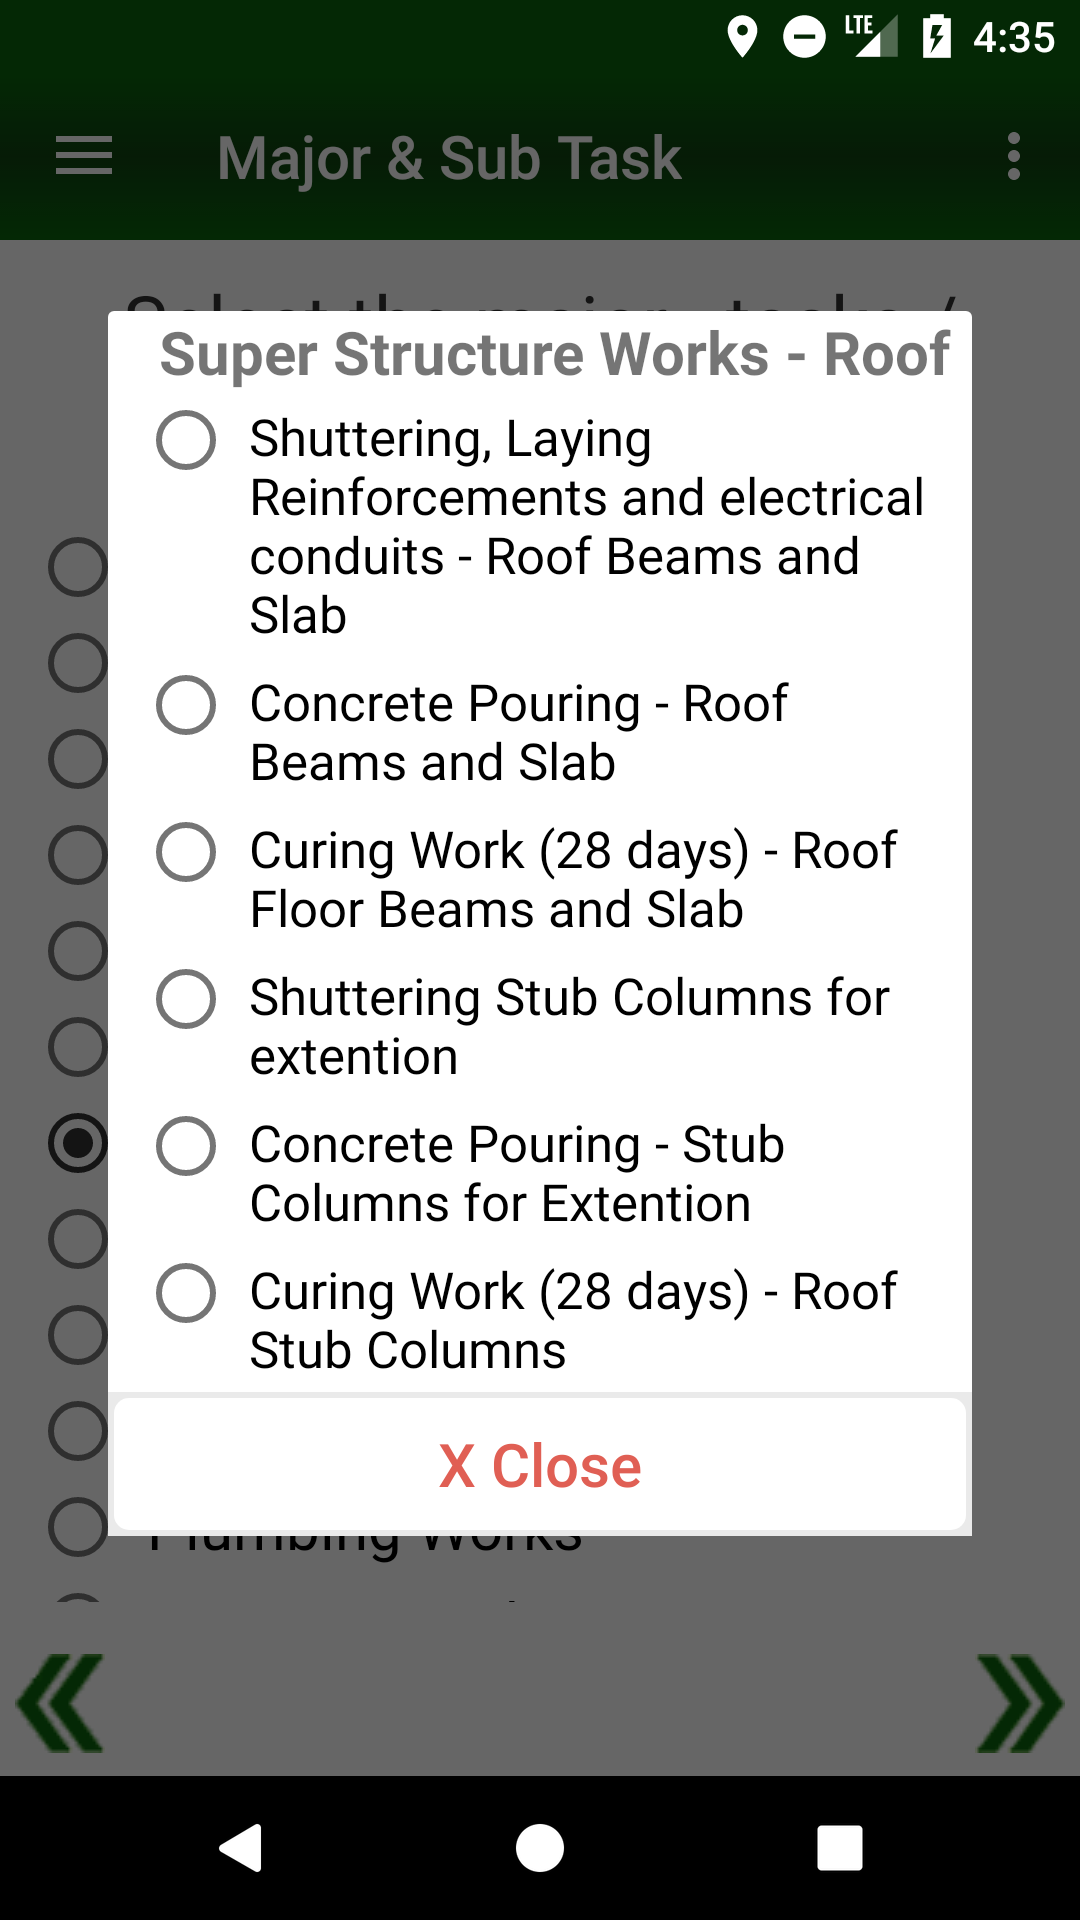 LTE 4:35
Major & Sub Task
Super Structure Works - Roof
Shuttering, Laying
Reinforcements and electrical
conduits - Roof Beams and
Slab
Concrete Pouring - Roof
Beams and Slab
Curing Work (28 days) - Roof
Floor Beams and Slab
Shuttering Stub Columns for
extention
Concrete Pouring - Stub
Columns for Extention
Curing Work (28 days) - Roof
Stub Columns
X Close
Plumbing Works